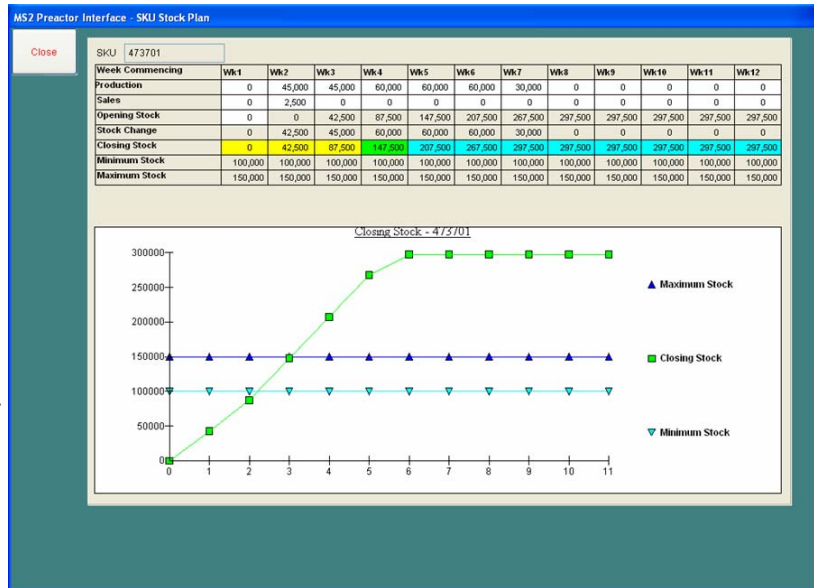 MS2 Preactor Interface - SKU Stock Plan
Close
SKU 473701
Week Commencing Wk1 Wk2 Wk3 Wk4 Wk5 Wk6 Wk7 Wk8 Wk9 Wk10 Wk11 Wk12
Production 0 45,000 45,000 60,000 60,000 60,000 30,000 0 0 0 0 0
Sales 0 2,500 0 0 0 0 0 0 0 0 0 0
Opening Stock 0 0 42,500 87,500 147,500 207,500 267,500 297,500 297,500 297,500 297,500 297,500
Stock Change 0 42,500 45,000 60,000 60,000 60,000 30,000 0 0 0 0 0
Closing Stock 0 42,500 87,500 147,500 207,500 267,500 297,500 297,500 297,500 297,500 297,500 297,500
Minimum Stock 100,000 100,000 100,000 100,000 100,000 100,000 100,000 100,000 100,000 100,000 100,000 100,000
Maximum Stock 150,000 150,000 150,000 150,000 150,000 150,000 150,000 150,000 150,000 150,000 150,000 150,000
Closing Stock - 473701
300000
250000
200000
150000
100000
50000
0
0 1 2 3 4 5 6 7 8 9 10 11
Maximum Stock
Closing Stock
Minimum Stock